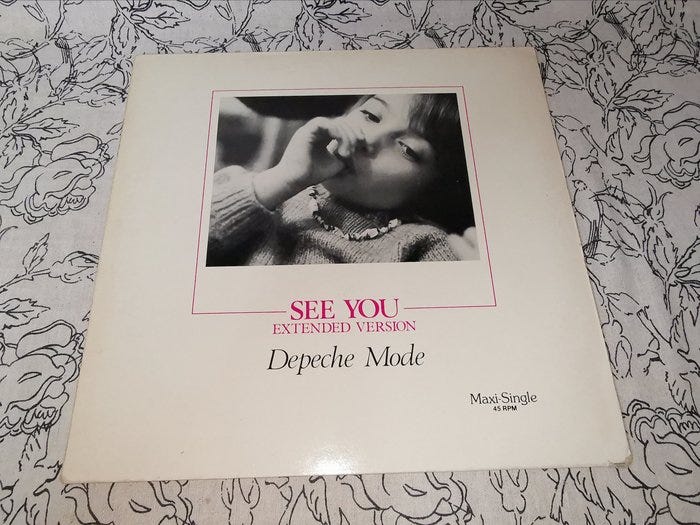 SEE YOU
EXTENDED VERSION
Depeche Mode
Maxi-Single
45 RPM